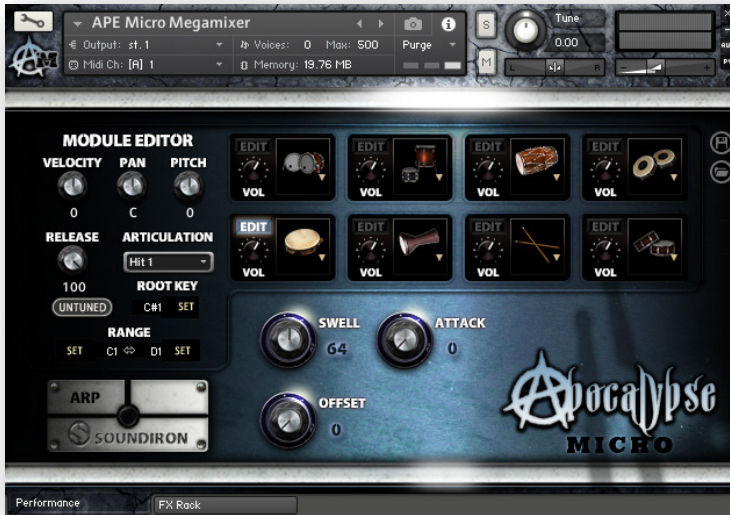 APE Micro Megamixer
Output: st.1
Voices: 0 Max: 500
Purge
Midi Ch: [A] 1
Memory: 19.76 MB
S
M
Tune
0.00
L R
AM
MODULE EDITOR
VELOCITY PAN PITCH
0 C 0
RELEASE ARTICULATION
Hit 1
100
ROOT KEY
UNTUNED C#1 SET
RANGE
SET C1 D1 SET
EDIT EDIT EDIT EDIT
VOL VOL VOL VOL
EDIT EDIT EDIT EDIT
VOL VOL VOL VOL
SWELL ATTACK
64 0
OFFSET
0
ARP
SOUNDIRON
Apocalypse
MICRO
Performance FX Rack